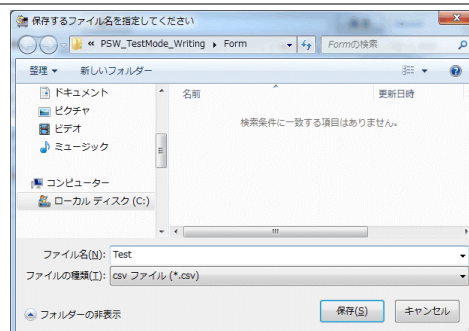 保存するファイル名を指定してください
« PSW_TestMode_Writing ▸ Form
Formの検索
整理 ▼ 新しいフォルダー
ドキュメント
ピクチャ
ビデオ
ミュージック
コンピューター
ローカル ディスク (C:)
名前 更新日時
検索条件に一致する項目はありません。
ファイル名(N): Test
ファイルの種類(T): csv ファイル (*.csv)
フォルダーの非表示 保存(S) キャンセル